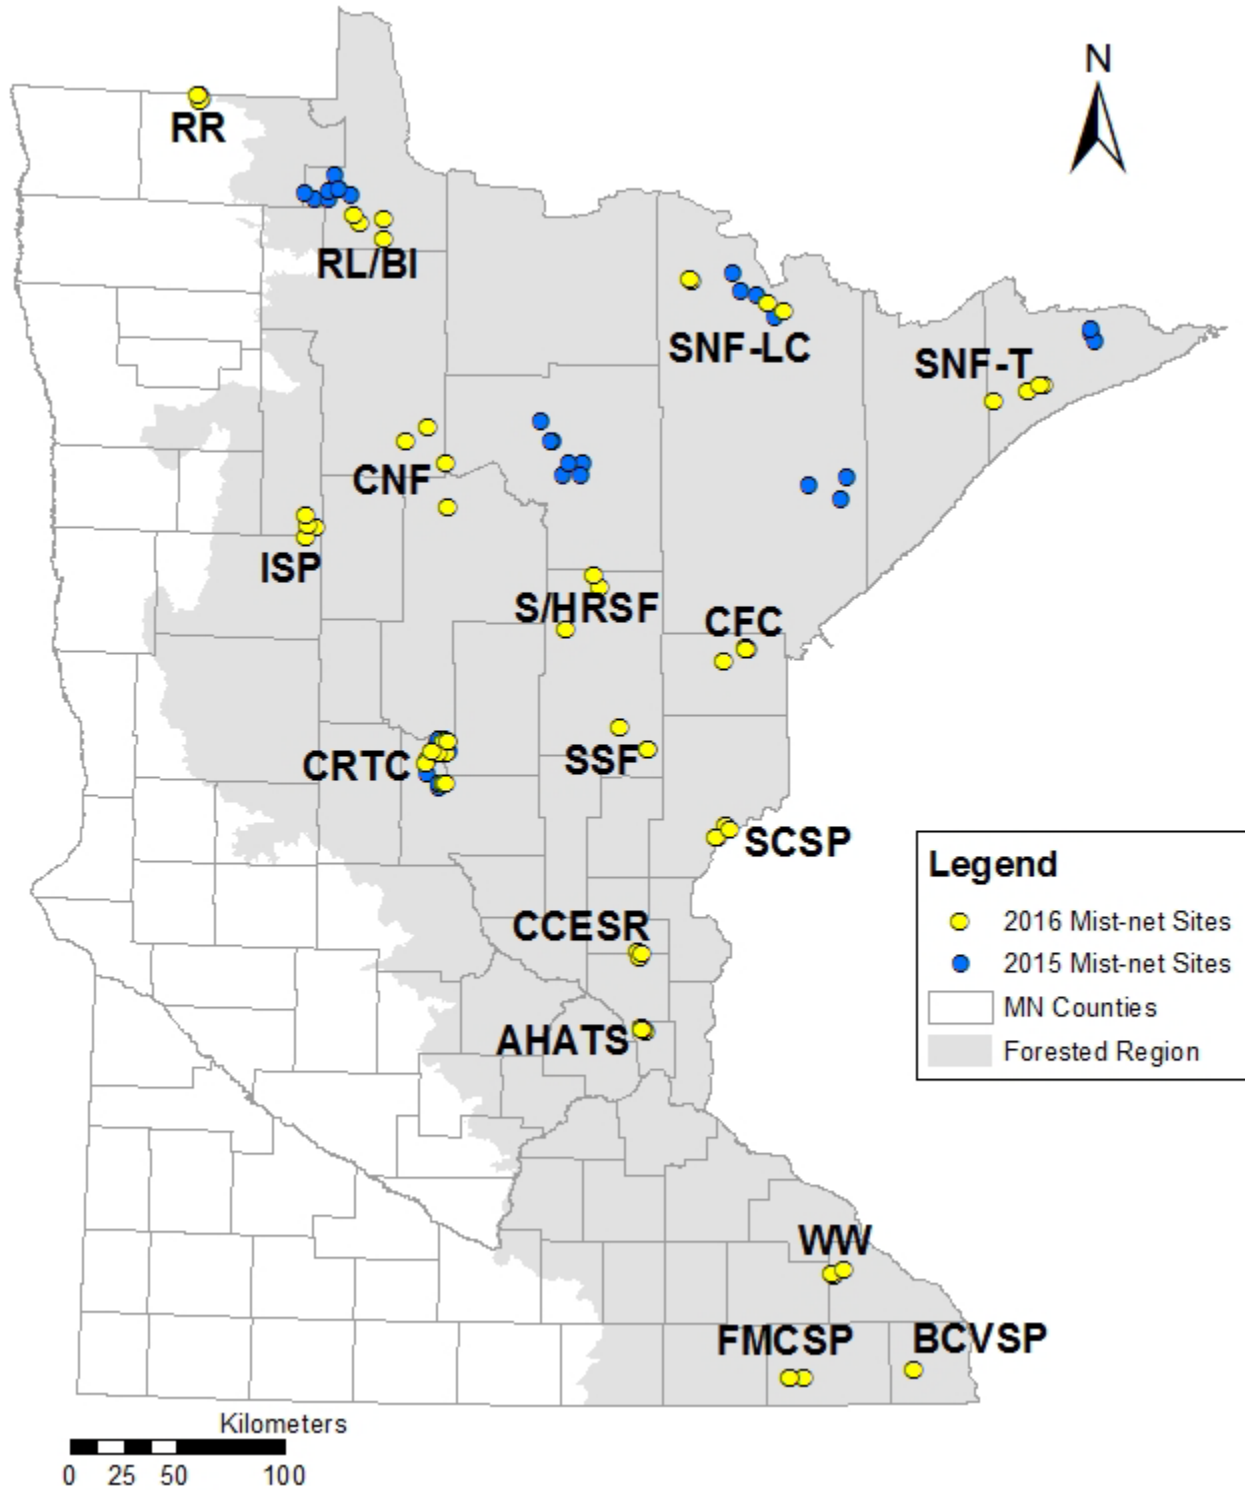 N
RR
RL/BI
SNF-LC
SNF-T
CNF
ISP
S/HRSF
CFC
CRTC
SSF
SCSP
Legend
2016 Mist-net Sites
2015 Mist-net Sites
MN Counties
Forested Region
CCESR
AHATS
WW
FMCSP
BCVSP
Kilometers
0 25 50 100